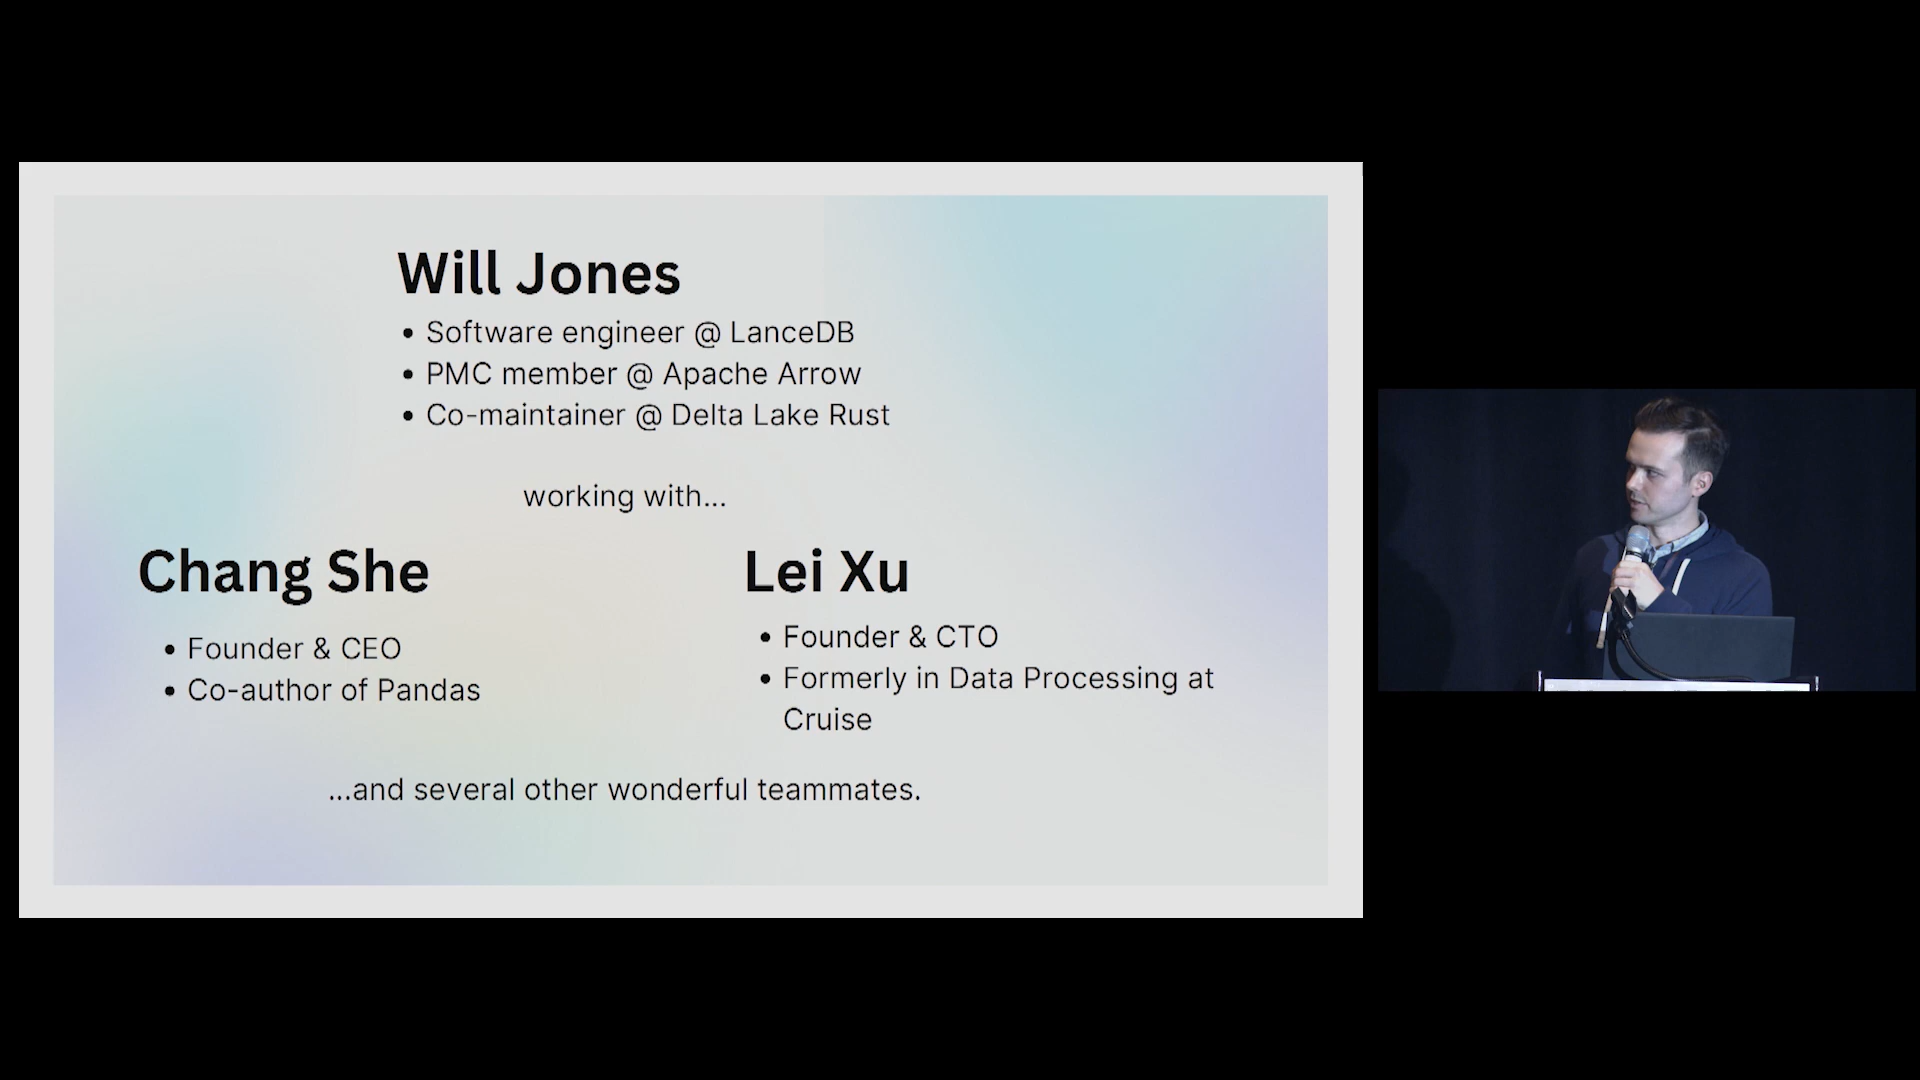 Will Jones
• Software engineer @ LanceDB
• PMC member @ Apache Arrow
• Co-maintainer @ Delta Lake Rust
working with...
Chang She
• Founder & CEO
• Co-author of Pandas
Lei Xu
• Founder & CTO
• Formerly in Data Processing at
Cruise
...and several other wonderful teammates.